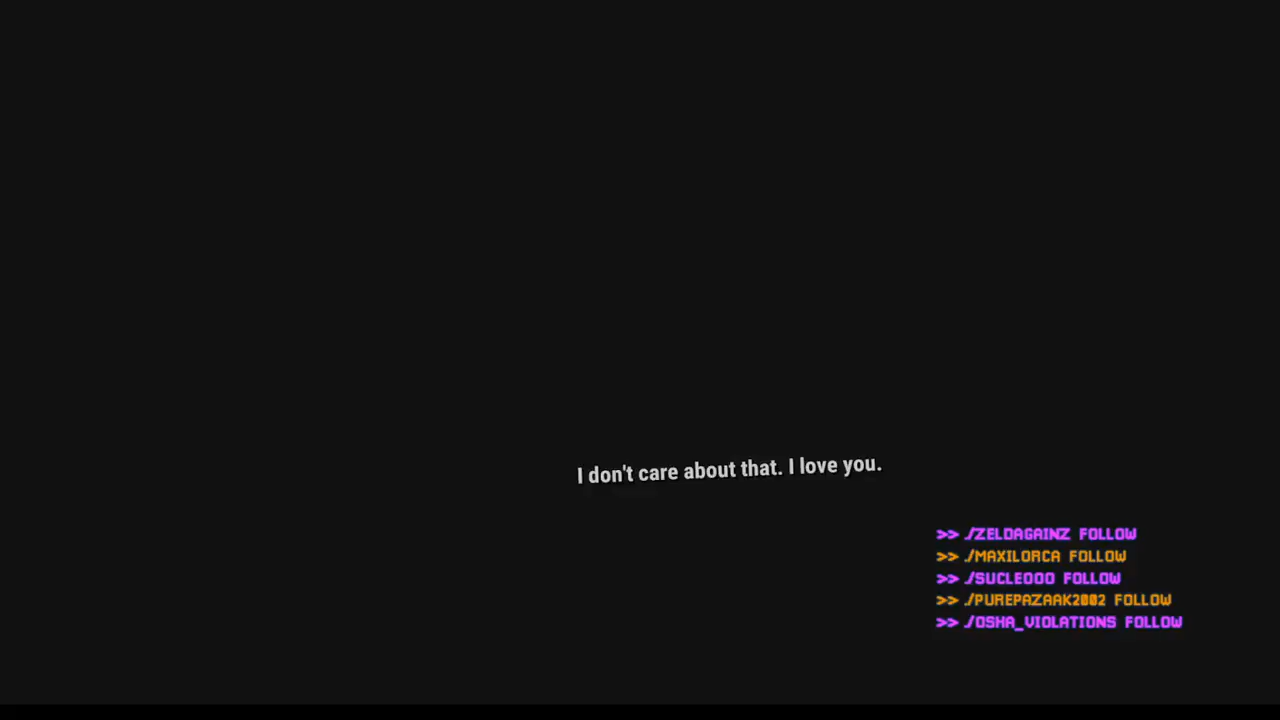 I don't care about that. I love you.
>> ./ZELDAGAINZ FOLLOW
>> ./MAXILORCA FOLLOW
>> ./SUCLEOOO FOLLOW
>> ./PUREPAZAAK2002 FOLLOW
>> ./OSHA_VIOLATIONS FOLLOW